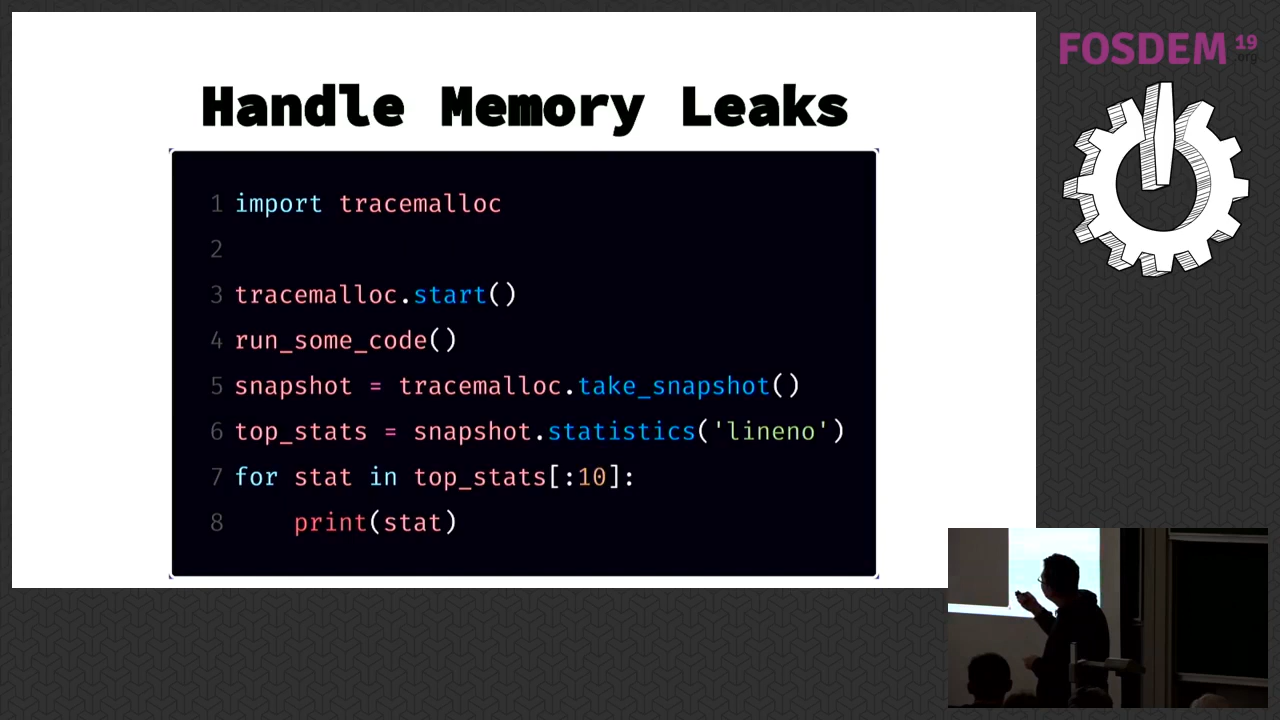 Handle Memory Leaks
1 import tracemalloc
2
3 tracemalloc.start()
4 run_some_code()
5 snapshot = tracemalloc.take_snapshot()
6 top_stats = snapshot.statistics('lineno')
7 for stat in top_stats[:10]:
8     print(stat)
FOSDEM 19
.org